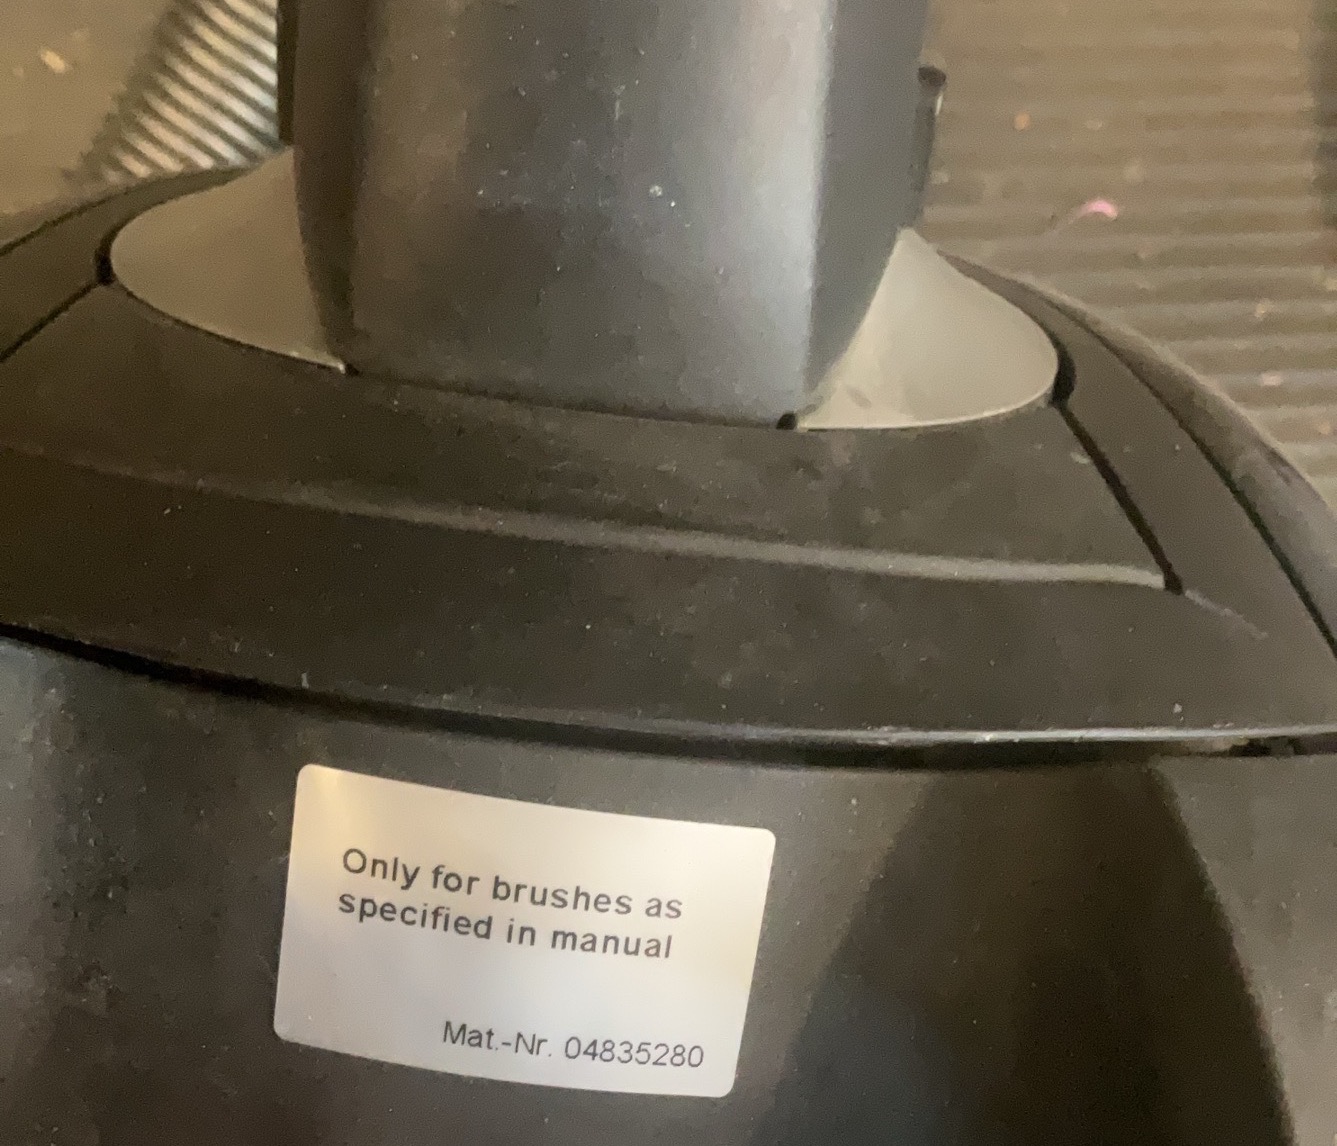 Only for brushes as
specified in manual
Mat.-Nr. 04835280